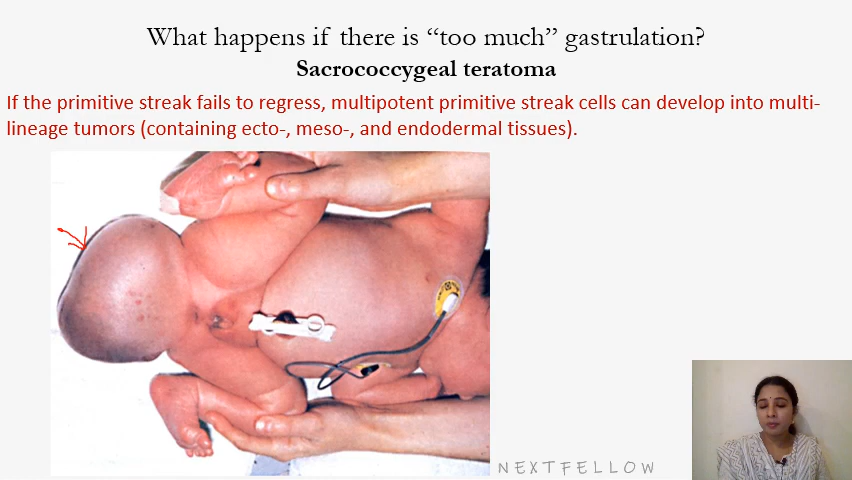 What happens if there is “too much” gastrulation?
Sacrococcygeal teratoma
If the primitive streak fails to regress, multipotent primitive streak cells can develop into multi-
lineage tumors (containing ecto-, meso-, and endodermal tissues).
NEXTFELLOW